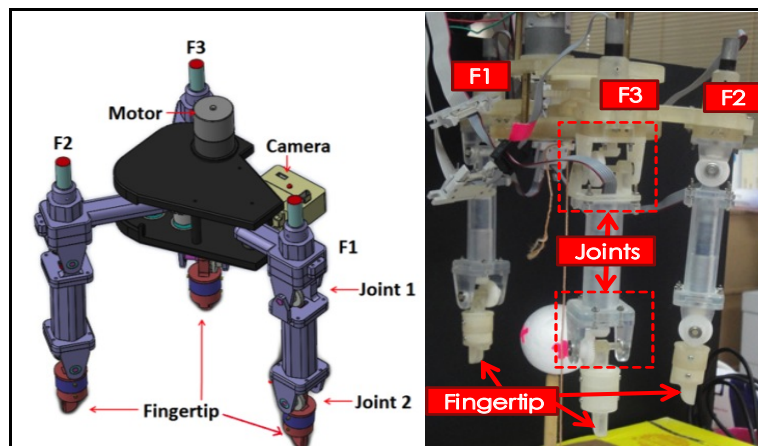 F3
Motor
F2
Camera
F1
Joint 1
Fingertip
Joint 2
F1
F3
F2
Joints
Fingertip